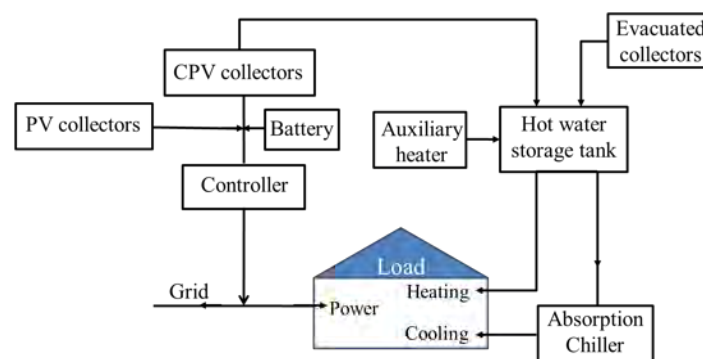 Evacuated
collectors
CPV collectors
PV collectors
Battery
Auxiliary
heater
Hot water
storage tank
Controller
Load
Grid
Power
Heating
Cooling
Absorption
Chiller